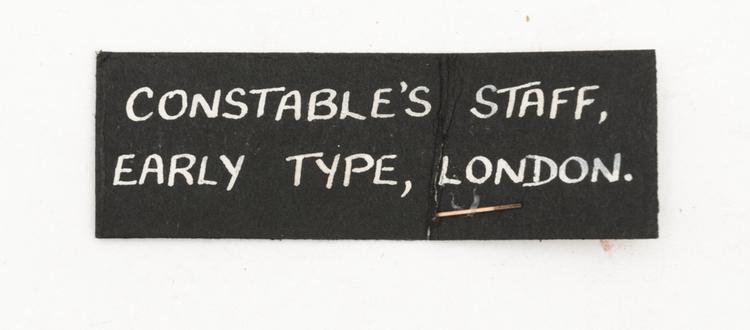 CONSTABLE'S STAFF,
EARLY TYPE, LONDON.